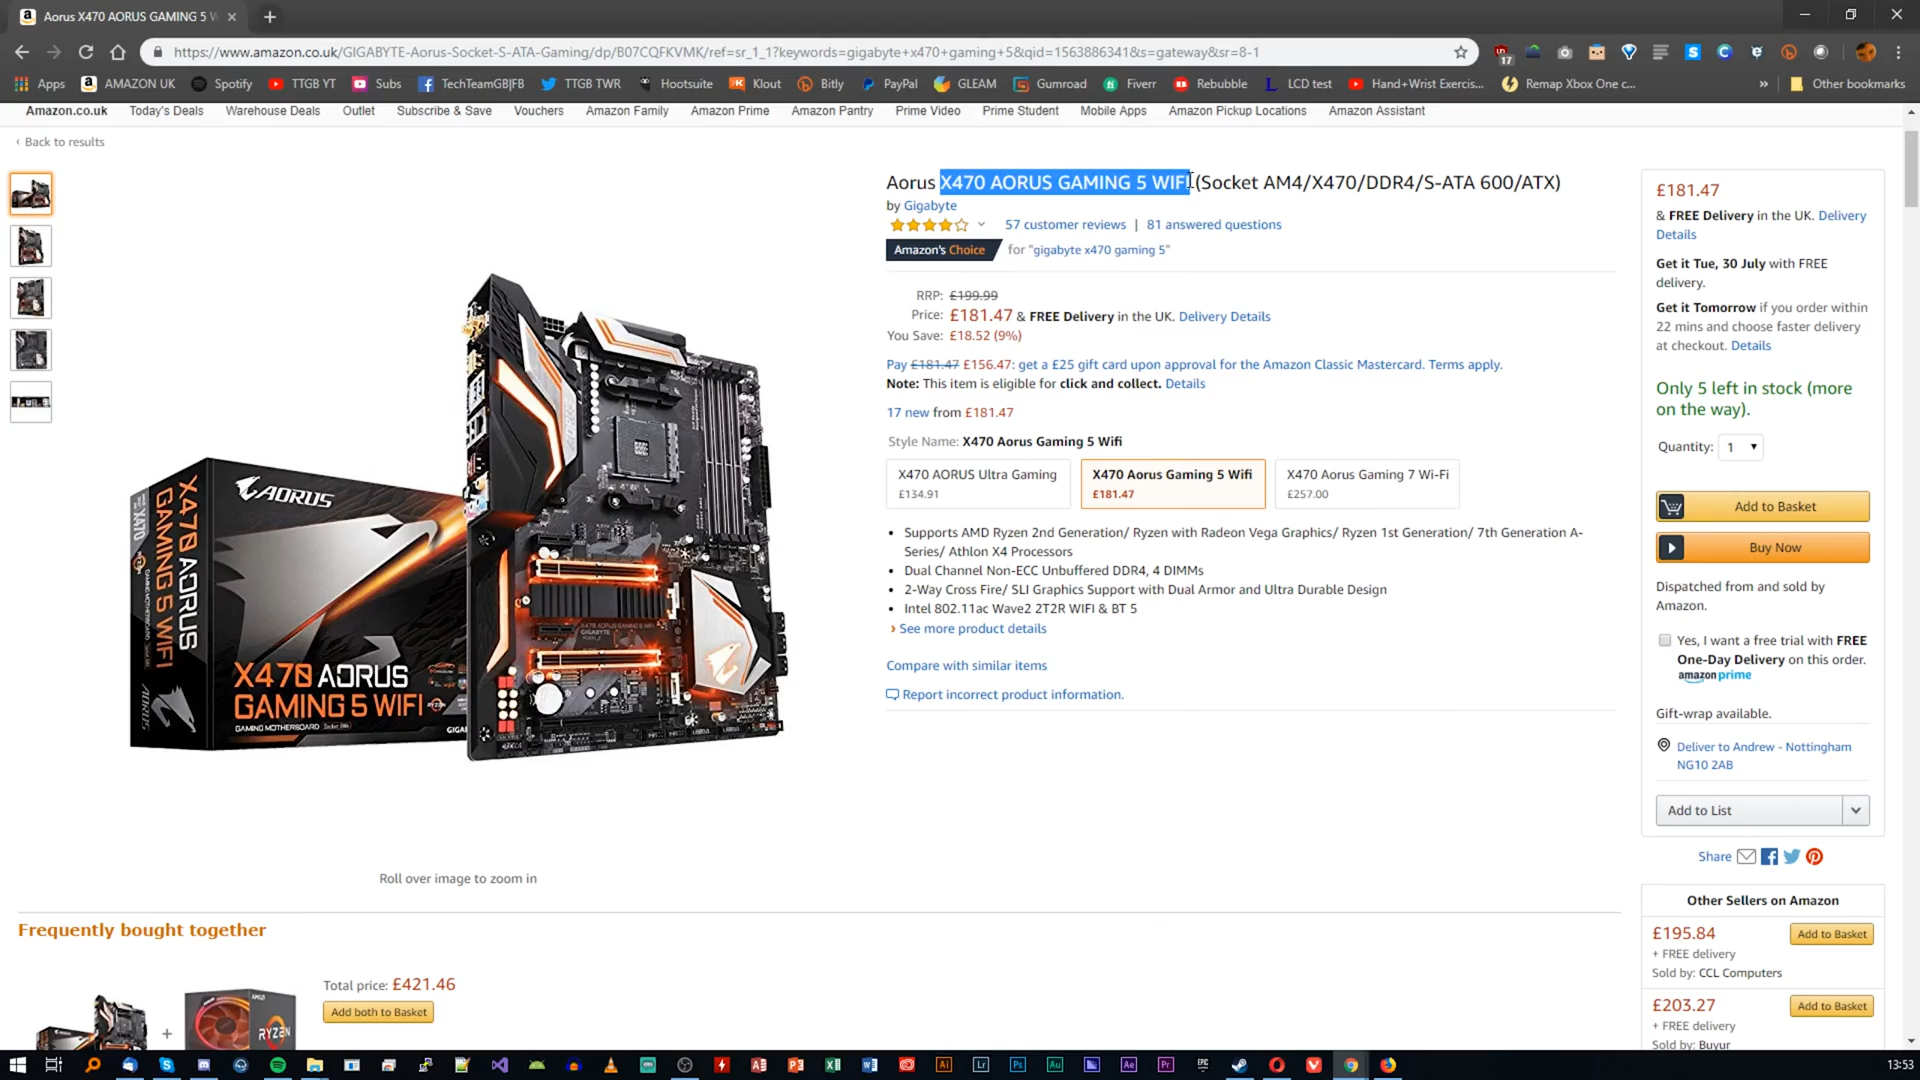 Aorus X470 AORUS GAMING 5 W
https://www.amazon.co.uk/GIGABYTE-Aorus-Socket-S-ATA-Gaming/dp/B07CQFKVMK/ref=sr_1_1?keywords=gigabyte+x470+gaming+5&qid=1563886341&s=gateway&sr=8-1
17
Apps AMAZON UK Spotify TTGB YT Subs TechTeamGB|FB TTGB TWR Hootsuite Klout Bitly PayPal GLEAM Gumroad Fiverr Rebubble LCD test Hand+Wrist Exercis... Remap Xbox One c... » Other bookmarks
Amazon.co.uk Today's Deals Warehouse Deals Outlet Subscribe & Save Vouchers Amazon Family Amazon Prime Amazon Pantry Prime Video Prime Student Mobile Apps Amazon Pickup Locations Amazon Assistant
‹ Back to results
Aorus X470 AORUS GAMING 5 WIFI (Socket AM4/X470/DDR4/S-ATA 600/ATX)
by Gigabyte
57 customer reviews | 81 answered questions
Amazon's Choice for "gigabyte x470 gaming 5"
RRP: £199.99
Price: £181.47 & FREE Delivery in the UK. Delivery Details
You Save: £18.52 (9%)
Pay £181.47 £156.47: get a £25 gift card upon approval for the Amazon Classic Mastercard. Terms apply.
Note: This item is eligible for click and collect. Details
17 new from £181.47
Style Name: X470 Aorus Gaming 5 Wifi
X470 AORUS Ultra Gaming
£134.91
X470 Aorus Gaming 5 Wifi
£181.47
X470 Aorus Gaming 7 Wi-Fi
£257.00
• Supports AMD Ryzen 2nd Generation/ Ryzen with Radeon Vega Graphics/ Ryzen 1st Generation/ 7th Generation A-
Series/ Athlon X4 Processors
• Dual Channel Non-ECC Unbuffered DDR4, 4 DIMMs
• 2-Way Cross Fire/ SLI Graphics Support with Dual Armor and Ultra Durable Design
• Intel 802.11ac Wave2 2T2R WIFI & BT 5
› See more product details
Compare with similar items
Report incorrect product information.
AORUS
X470 AORUS
GAMING 5 WIFI
GAMING MOTHERBOARD
X470 AORUS
GAMING 5 WIFI
AORUS
Roll over image to zoom in
£181.47
& FREE Delivery in the UK. Delivery
Details
Get it Tue, 30 July with FREE
delivery.
Get it Tomorrow if you order within
22 mins and choose faster delivery
at checkout. Details
Only 5 left in stock (more
on the way).
Quantity: 1
Add to Basket
Buy Now
Dispatched from and sold by
Amazon.
Yes, I want a free trial with FREE
One-Day Delivery on this order.
amazon prime
Gift-wrap available.
Deliver to Andrew - Nottingham
NG10 2AB
Add to List
Share
Other Sellers on Amazon
£195.84 Add to Basket
+ FREE delivery
Sold by: CCL Computers
£203.27 Add to Basket
+ FREE delivery
Sold by: Buyur
Frequently bought together
Total price: £421.46
Add both to Basket
+
RYZEN
13:53